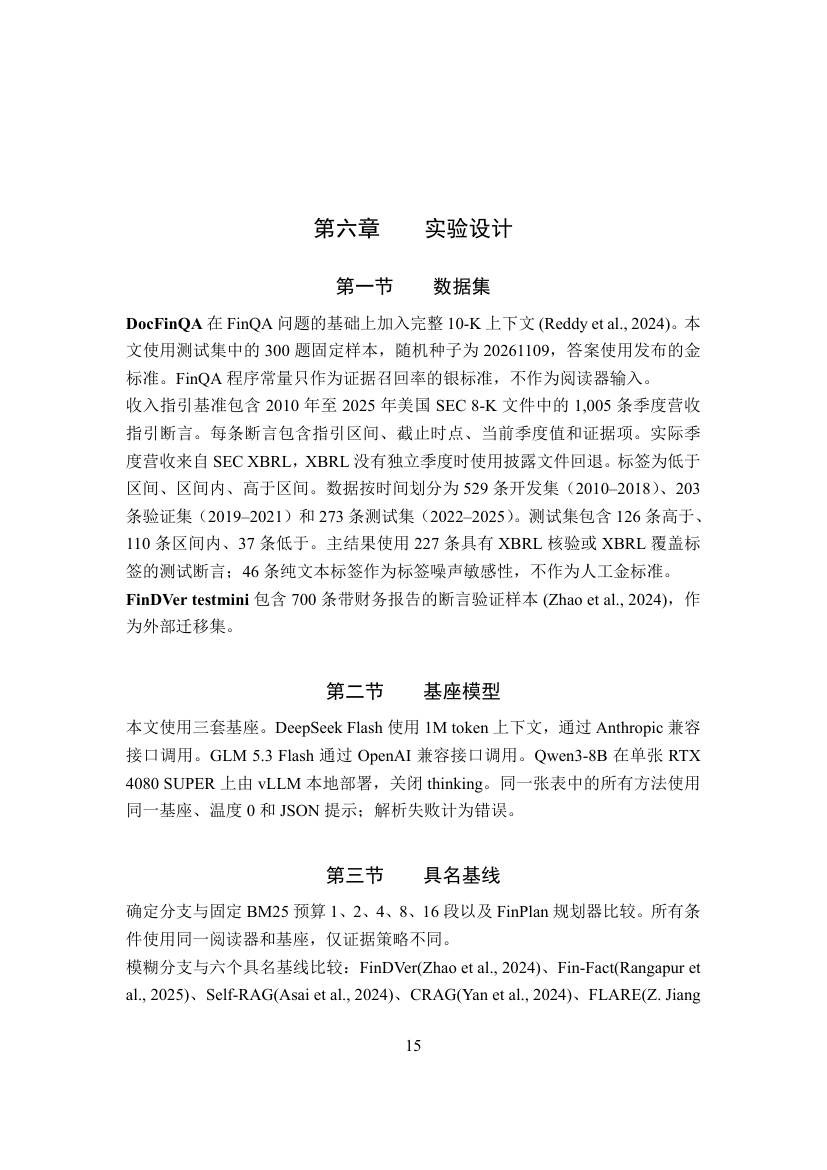 第六章 实验设计
第一节 数据集
DocFinQA 在 FinQA 问题的基础上加入完整 10-K 上下文 (Reddy et al., 2024)。本
文使用测试集中的 300 题固定样本，随机种子为 20261109，答案使用发布的金
标准。FinQA 程序常量只作为证据召回率的银标准，不作为阅读器输入。
收入指引基准包含 2010 年至 2025 年美国 SEC 8-K 文件中的 1,005 条季度营收
指引断言。每条断言包含指引区间、截止时点、当前季度值和证据项。实际季
度营收来自 SEC XBRL，XBRL 没有独立季度时使用披露文件回退。标签为低于
区间、区间内、高于区间。数据按时间划分为 529 条开发集（2010–2018）、203
条验证集（2019–2021）和 273 条测试集（2022–2025）。测试集包含 126 条高于、
110 条区间内、37 条低于。主结果使用 227 条具有 XBRL 核验或 XBRL 覆盖标
签的测试断言；46 条纯文本标签作为标签噪声敏感性，不作为人工金标准。
FinDVer testmini 包含 700 条带财务报告的断言验证样本 (Zhao et al., 2024)，作
为外部迁移集。
第二节 基座模型
本文使用三套基座。DeepSeek Flash 使用 1M token 上下文，通过 Anthropic 兼容
接口调用。GLM 5.3 Flash 通过 OpenAI 兼容接口调用。Qwen3-8B 在单张 RTX
4080 SUPER 上由 vLLM 本地部署，关闭 thinking。同一张表中的所有方法使用
同一基座、温度 0 和 JSON 提示；解析失败计为错误。
第三节 具名基线
确定分支与固定 BM25 预算 1、2、4、8、16 段以及 FinPlan 规划器比较。所有条
件使用同一阅读器和基座，仅证据策略不同。
模糊分支与六个具名基线比较：FinDVer(Zhao et al., 2024)、Fin-Fact(Rangapur et
al., 2025)、Self-RAG(Asai et al., 2024)、CRAG(Yan et al., 2024)、FLARE(Z. Jiang
15